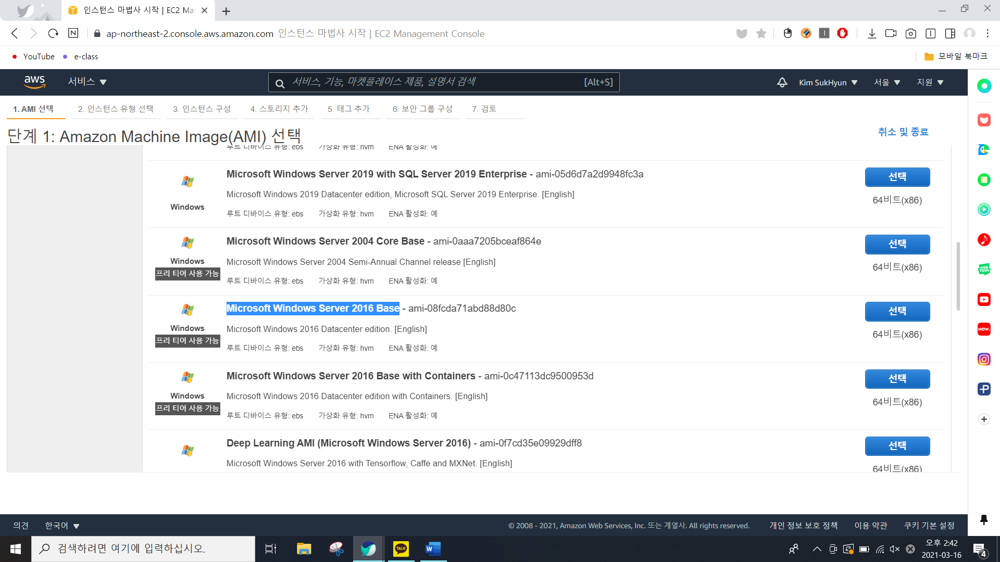 인스턴스 마법사 시작 | EC2 Ma
ap-northeast-2.console.aws.amazon.com 인스턴스 마법사 시작 | EC2 Management Console
YouTube e-class 모바일 북마크
aws 서비스 서비스, 기능, 마켓플레이스 제품, 설명서 검색 [Alt+S] Kim SukHyun 서울 지원
1. AMI 선택 2. 인스턴스 유형 선택 3. 인스턴스 구성 4. 스토리지 추가 5. 태그 추가 6. 보안 그룹 구성 7. 검토
단계 1: Amazon Machine Image(AMI) 선택 취소 및 종료
루트 디바이스 유형: ebs 가상화 유형: hvm ENA 활성화: 예
Microsoft Windows Server 2019 with SQL Server 2019 Enterprise - ami-05d6d7a2d9948fc3a 선택
Windows
Microsoft Windows 2019 Datacenter edition, Microsoft SQL Server 2019 Enterprise. [English] 64비트(x86)
루트 디바이스 유형: ebs 가상화 유형: hvm ENA 활성화: 예
Microsoft Windows Server 2004 Core Base - ami-0aaa7205bceaf864e 선택
Windows
프리 티어 사용 가능
Microsoft Windows Server 2004 Semi-Annual Channel release [English] 64비트(x86)
루트 디바이스 유형: ebs 가상화 유형: hvm ENA 활성화: 예
Microsoft Windows Server 2016 Base - ami-08fcda71abd88d80c 선택
Windows
프리 티어 사용 가능
Microsoft Windows 2016 Datacenter edition. [English] 64비트(x86)
루트 디바이스 유형: ebs 가상화 유형: hvm ENA 활성화: 예
Microsoft Windows Server 2016 Base with Containers - ami-0c47113dc9500953d 선택
Windows
프리 티어 사용 가능
Microsoft Windows 2016 Datacenter edition with Containers. [English] 64비트(x86)
루트 디바이스 유형: ebs 가상화 유형: hvm ENA 활성화: 예
Deep Learning AMI (Microsoft Windows Server 2016) - ami-0f7cd35e09929dff8 선택
Microsoft Windows Server 2016 with Tensorflow, Caffe and MXNet. [English] 64비트(x86)
WEB
TOON
NOW.
의견 한국어 © 2008 - 2021, Amazon Web Services, Inc. 또는 계열사. All rights reserved. 개인 정보 보호 정책 이용 약관 쿠키 기본 설정
검색하려면 여기에 입력하십시오. TALK W 오후 2:42
2021-03-16 4